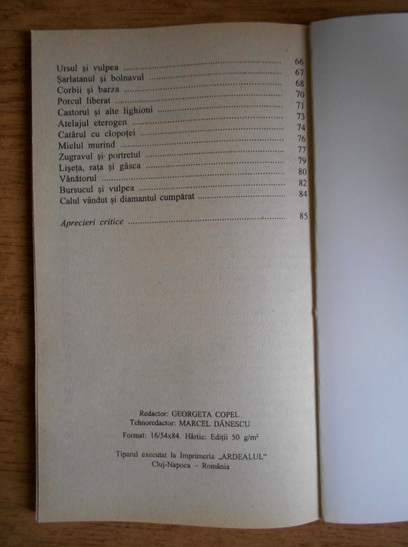 Ursul și vulpea ........ 66
Șarlatanul și bolnavul ........ 67
Corbii și barza ........ 68
Porcul liberat ........ 70
Castorul și alte lighioni ........ 71
Atelajul eterogen ........ 73
Catârul cu clopoței ........ 74
Mielul murind ........ 76
Zugravul și portretul ........ 77
Lișeța, rața și gâsca ........ 79
Vânătorul ........ 80
Bursucul și vulpea ........ 82
Calul vândut și diamantul cumpărat ........ 84
Aprecieri critice ........ 85
Redactor: GEORGETA COPEL
Tehnoredactor: MARCEL DĂNESCU
Format: 16/54x84. Hârtie: Ediții 50 g/m²
Tiparul executat la Imprimeria „ARDEALUL"
Cluj-Napoca – România